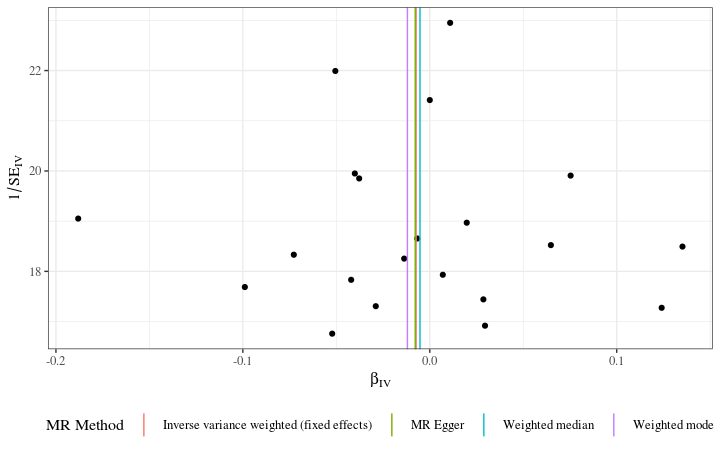 22
20
18
1/SE_IV
-0.2 -0.1 0.0 0.1
β_IV
MR Method Inverse variance weighted (fixed effects) MR Egger Weighted median Weighted mode